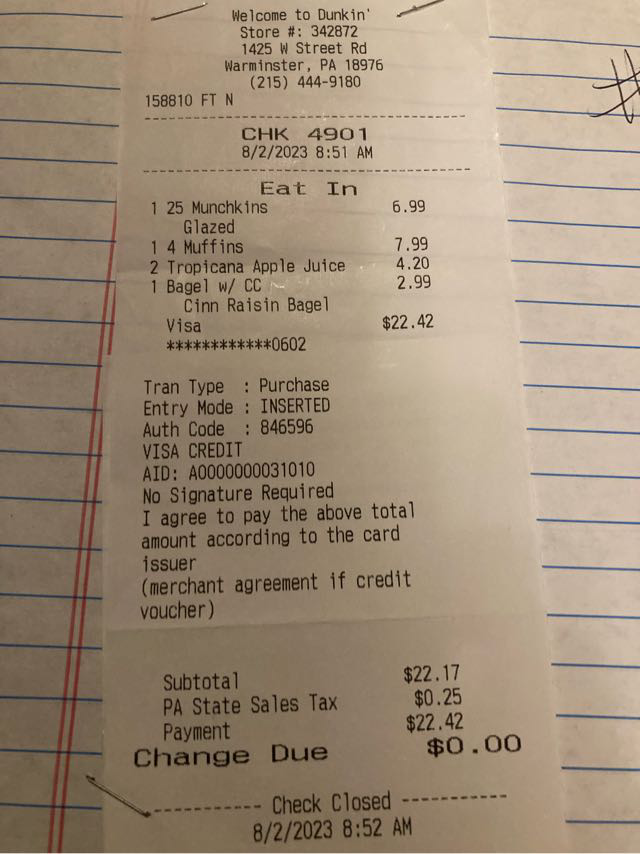 Welcome to Dunkin'
Store #: 342872
1425 W Street Rd
Warminster, PA 18976
(215) 444-9180
158810 FT N
CHK 4901
8/2/2023 8:51 AM
Eat In
1 25 Munchkins 6.99
Glazed
1 4 Muffins 7.99
2 Tropicana Apple Juice 4.20
1 Bagel w/ CC 2.99
Cinn Raisin Bagel
Visa $22.42
************0602
Tran Type : Purchase
Entry Mode : INSERTED
Auth Code : 846596
VISA CREDIT
AID: A0000000031010
No Signature Required
I agree to pay the above total
amount according to the card
issuer
(merchant agreement if credit
voucher)
Subtotal $22.17
PA State Sales Tax $0.25
Payment $22.42
Change Due $0.00
------------ Check Closed ------------
8/2/2023 8:52 AM